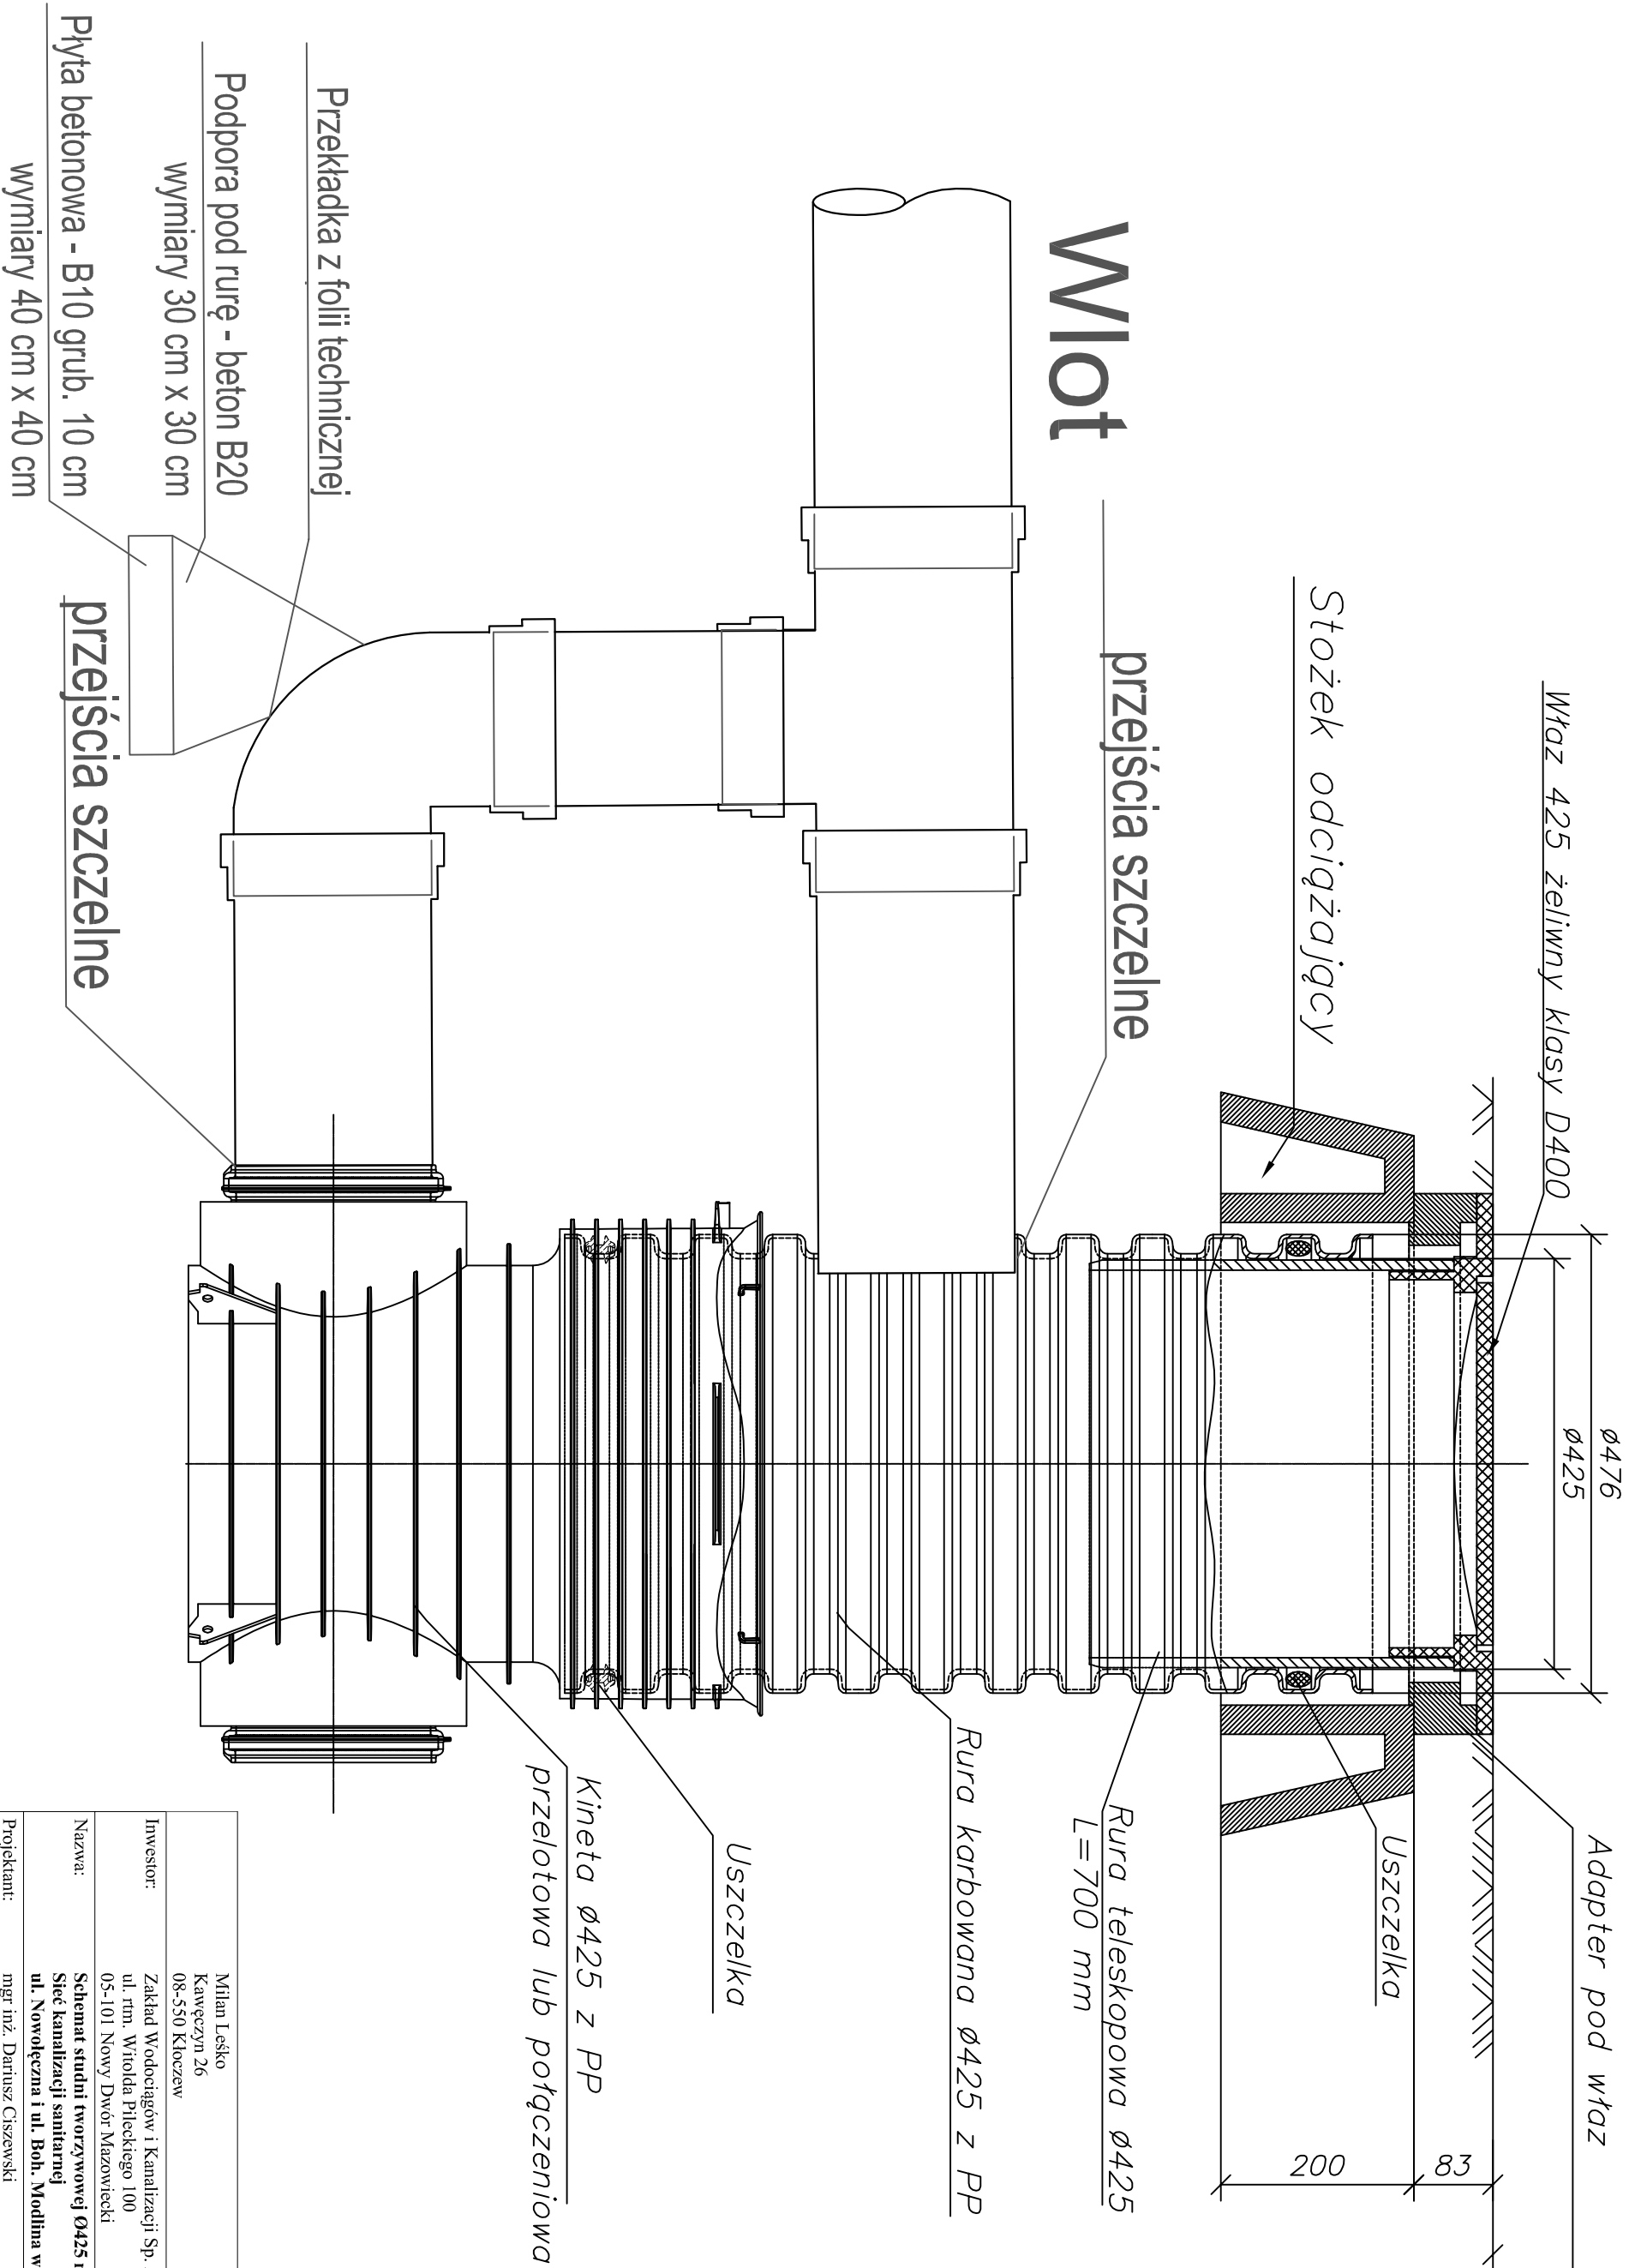 Wlot
przejścia szczelne
Stożek odciążający
Właz 425 żeliwny klasy D400
ø476
ø425
Adapter pod właz
83
200
Uszczelka
Rura teleskopowa ø425
L=700 mm
Rura karbowana ø425 z PP
Uszczelka
Kineta ø425 z PP
przelotowa lub połączeniowa
Przekładka z folii technicznej
Podpora pod rurę - beton B20
wymiary 30 cm x 30 cm
Płyta betonowa - B10 grub. 10 cm
wymiary 40 cm x 40 cm
przejścia szczelne
Milan Leśko
Kawęczyn 26
08-550 Kłoczew
Inwestor: Zakład Wodociągów i Kanalizacji Sp.
ul. rtm. Witolda Pileckiego 100
05-101 Nowy Dwór Mazowiecki
Nazwa: Schemat studni tworzywowej Ø425
Sieć kanalizacji sanitarnej
ul. Nowołęczna i ul. Boh. Modlina w
Projektant: mgr inż. Dariusz Ciszewski